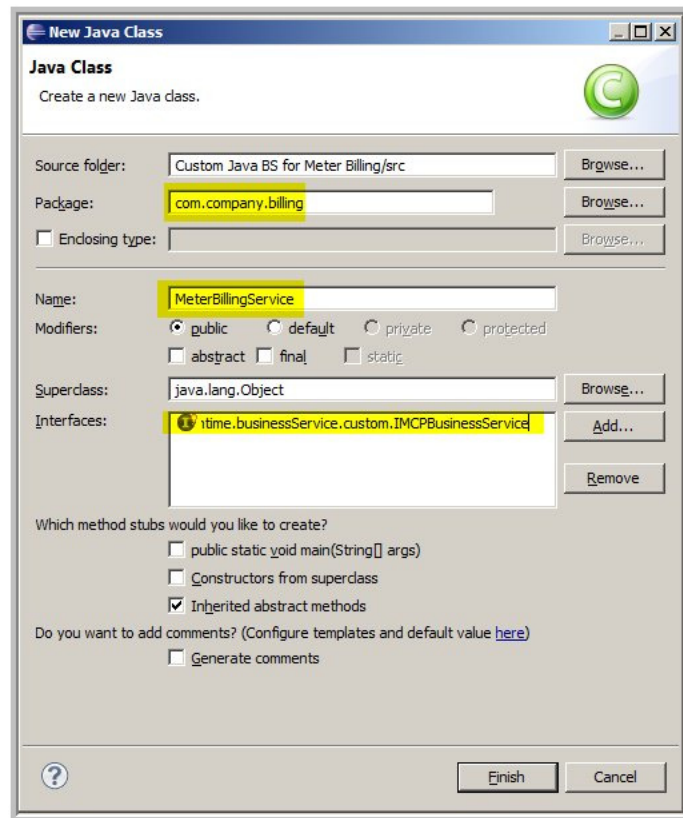 New Java Class
Java Class
Create a new Java class.
Source folder: Custom Java BS for Meter Billing/src Browse...
Package: com.company.billing Browse...
Enclosing type: Browse...
Name: MeterBillingService
Modifiers: public default private protected
abstract final static
Superclass: java.lang.Object Browse...
Interfaces: ıtime.businessService.custom.IMCPBusinessService Add...
Remove
Which method stubs would you like to create?
public static void main(String[] args)
Constructors from superclass
Inherited abstract methods
Do you want to add comments? (Configure templates and default value here)
Generate comments
Finish Cancel